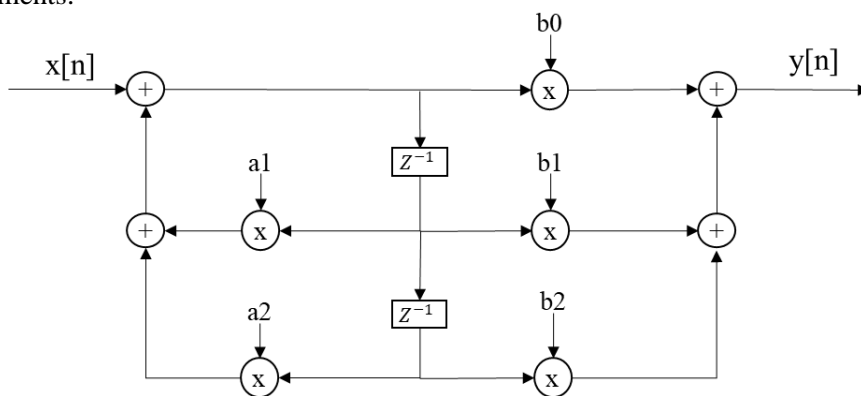 ments.
b0
x[n]
y[n]
+
x
+
Z⁻¹
a1
b1
+
x
x
+
Z⁻¹
a2
b2
x
x